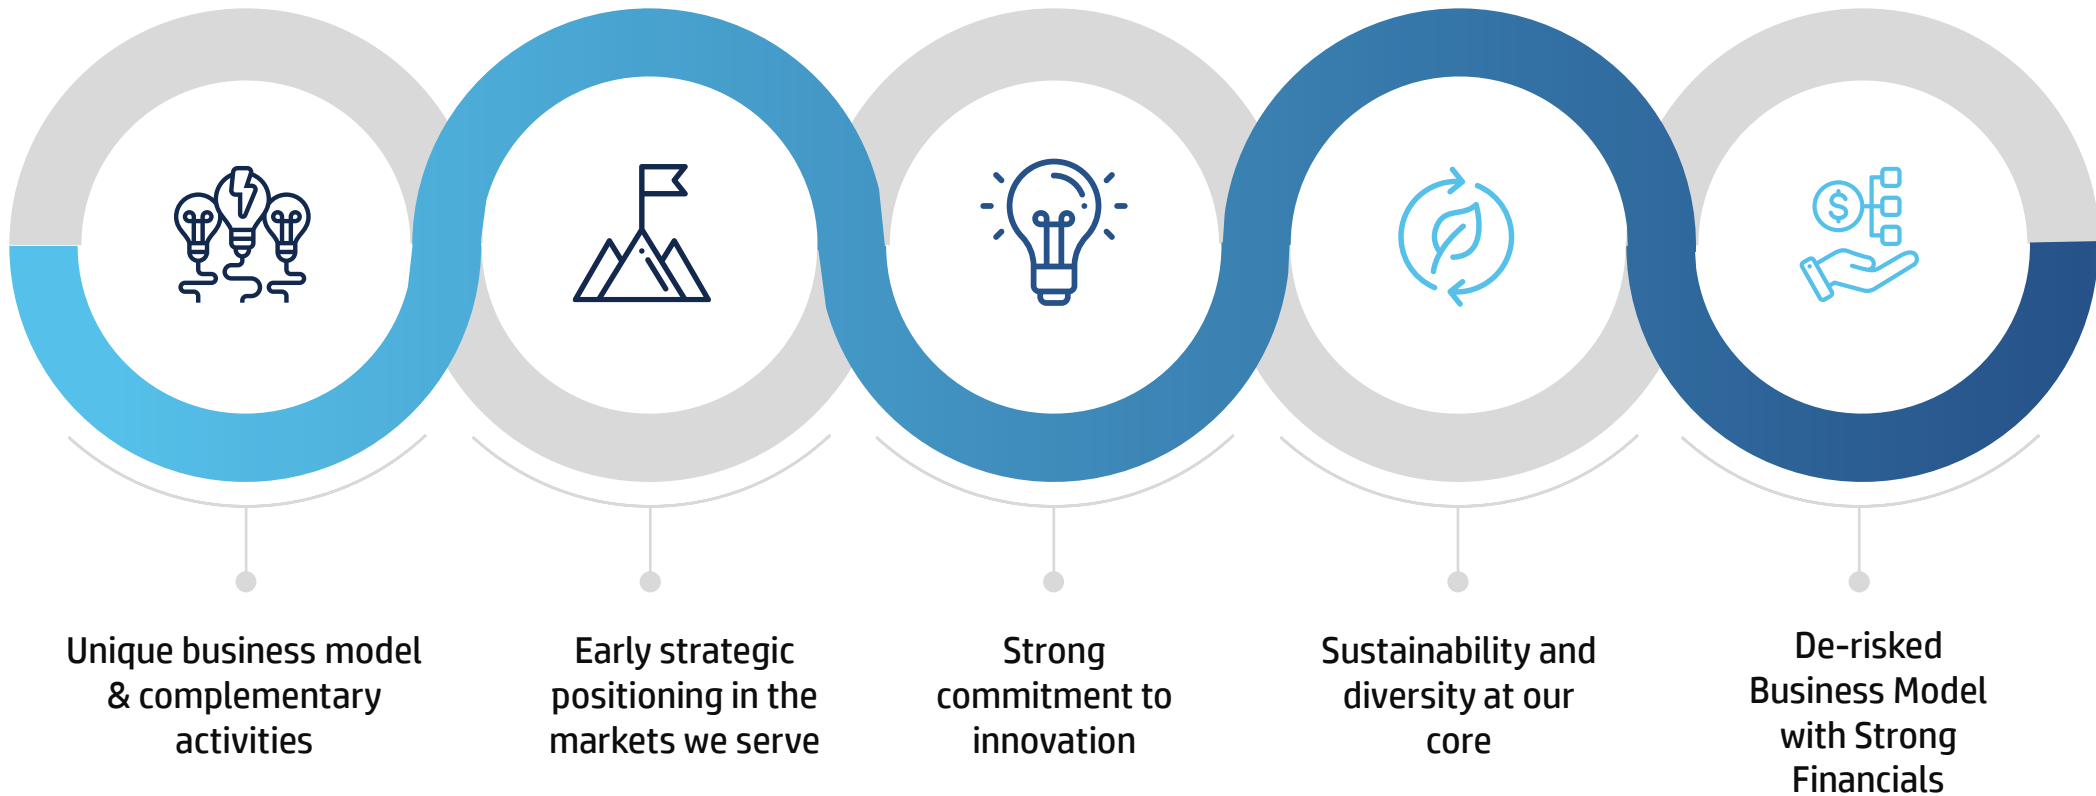 Unique business model
& complementary
activities
Early strategic
positioning in the
markets we serve
Strong
commitment to
innovation
Sustainability and
diversity at our
core
De-risked
Business Model
with Strong
Financials